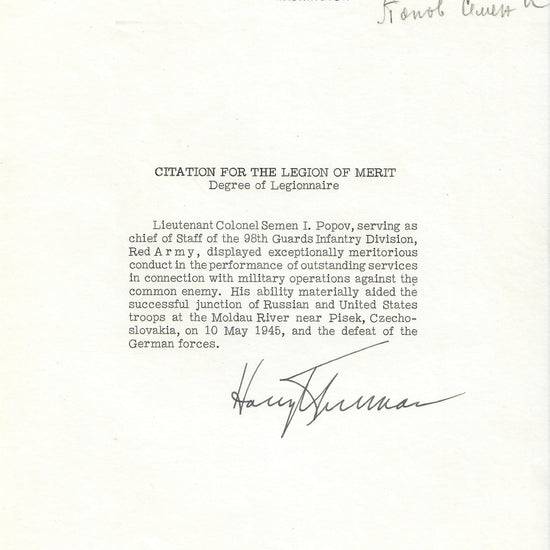 Попов Семен И
CITATION FOR THE LEGION OF MERIT
Degree of Legionnaire
Lieutenant Colonel Semen I. Popov, serving as
chief of Staff of the 98th Guards Infantry Division,
Red Army, displayed exceptionally meritorious
conduct in the performance of outstanding services
in connection with military operations against the
common enemy. His ability materially aided the
successful junction of Russian and United States
troops at the Moldau River near Pisek, Czecho-
slovakia, on 10 May 1945, and the defeat of the
German forces.
Harry Truman